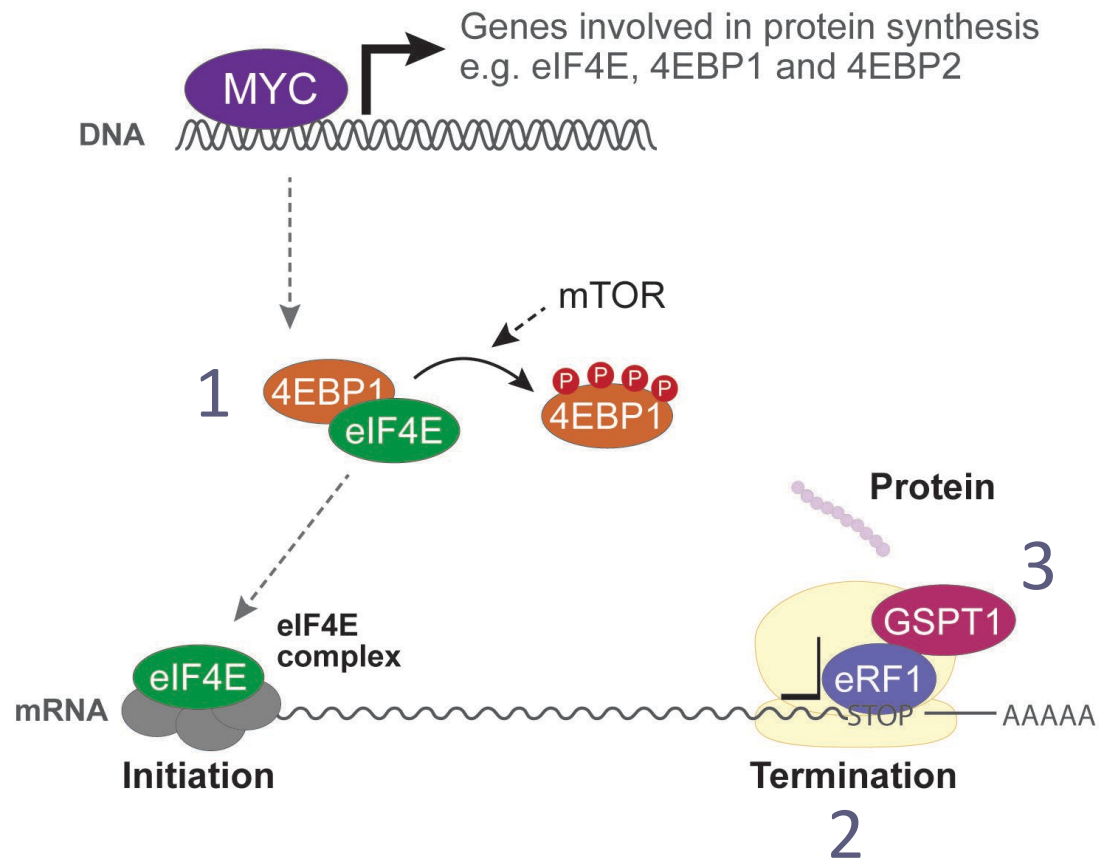 Genes involved in protein synthesis
e.g. eIF4E, 4EBP1 and 4EBP2
MYC
DNA
mTOR
1
4EBP1
eIF4E
P P P P
4EBP1
Protein
3
GSPT1
eIF4E
complex
eIF4E
eRF1
mRNA
STOP
AAAAA
Initiation
Termination
2